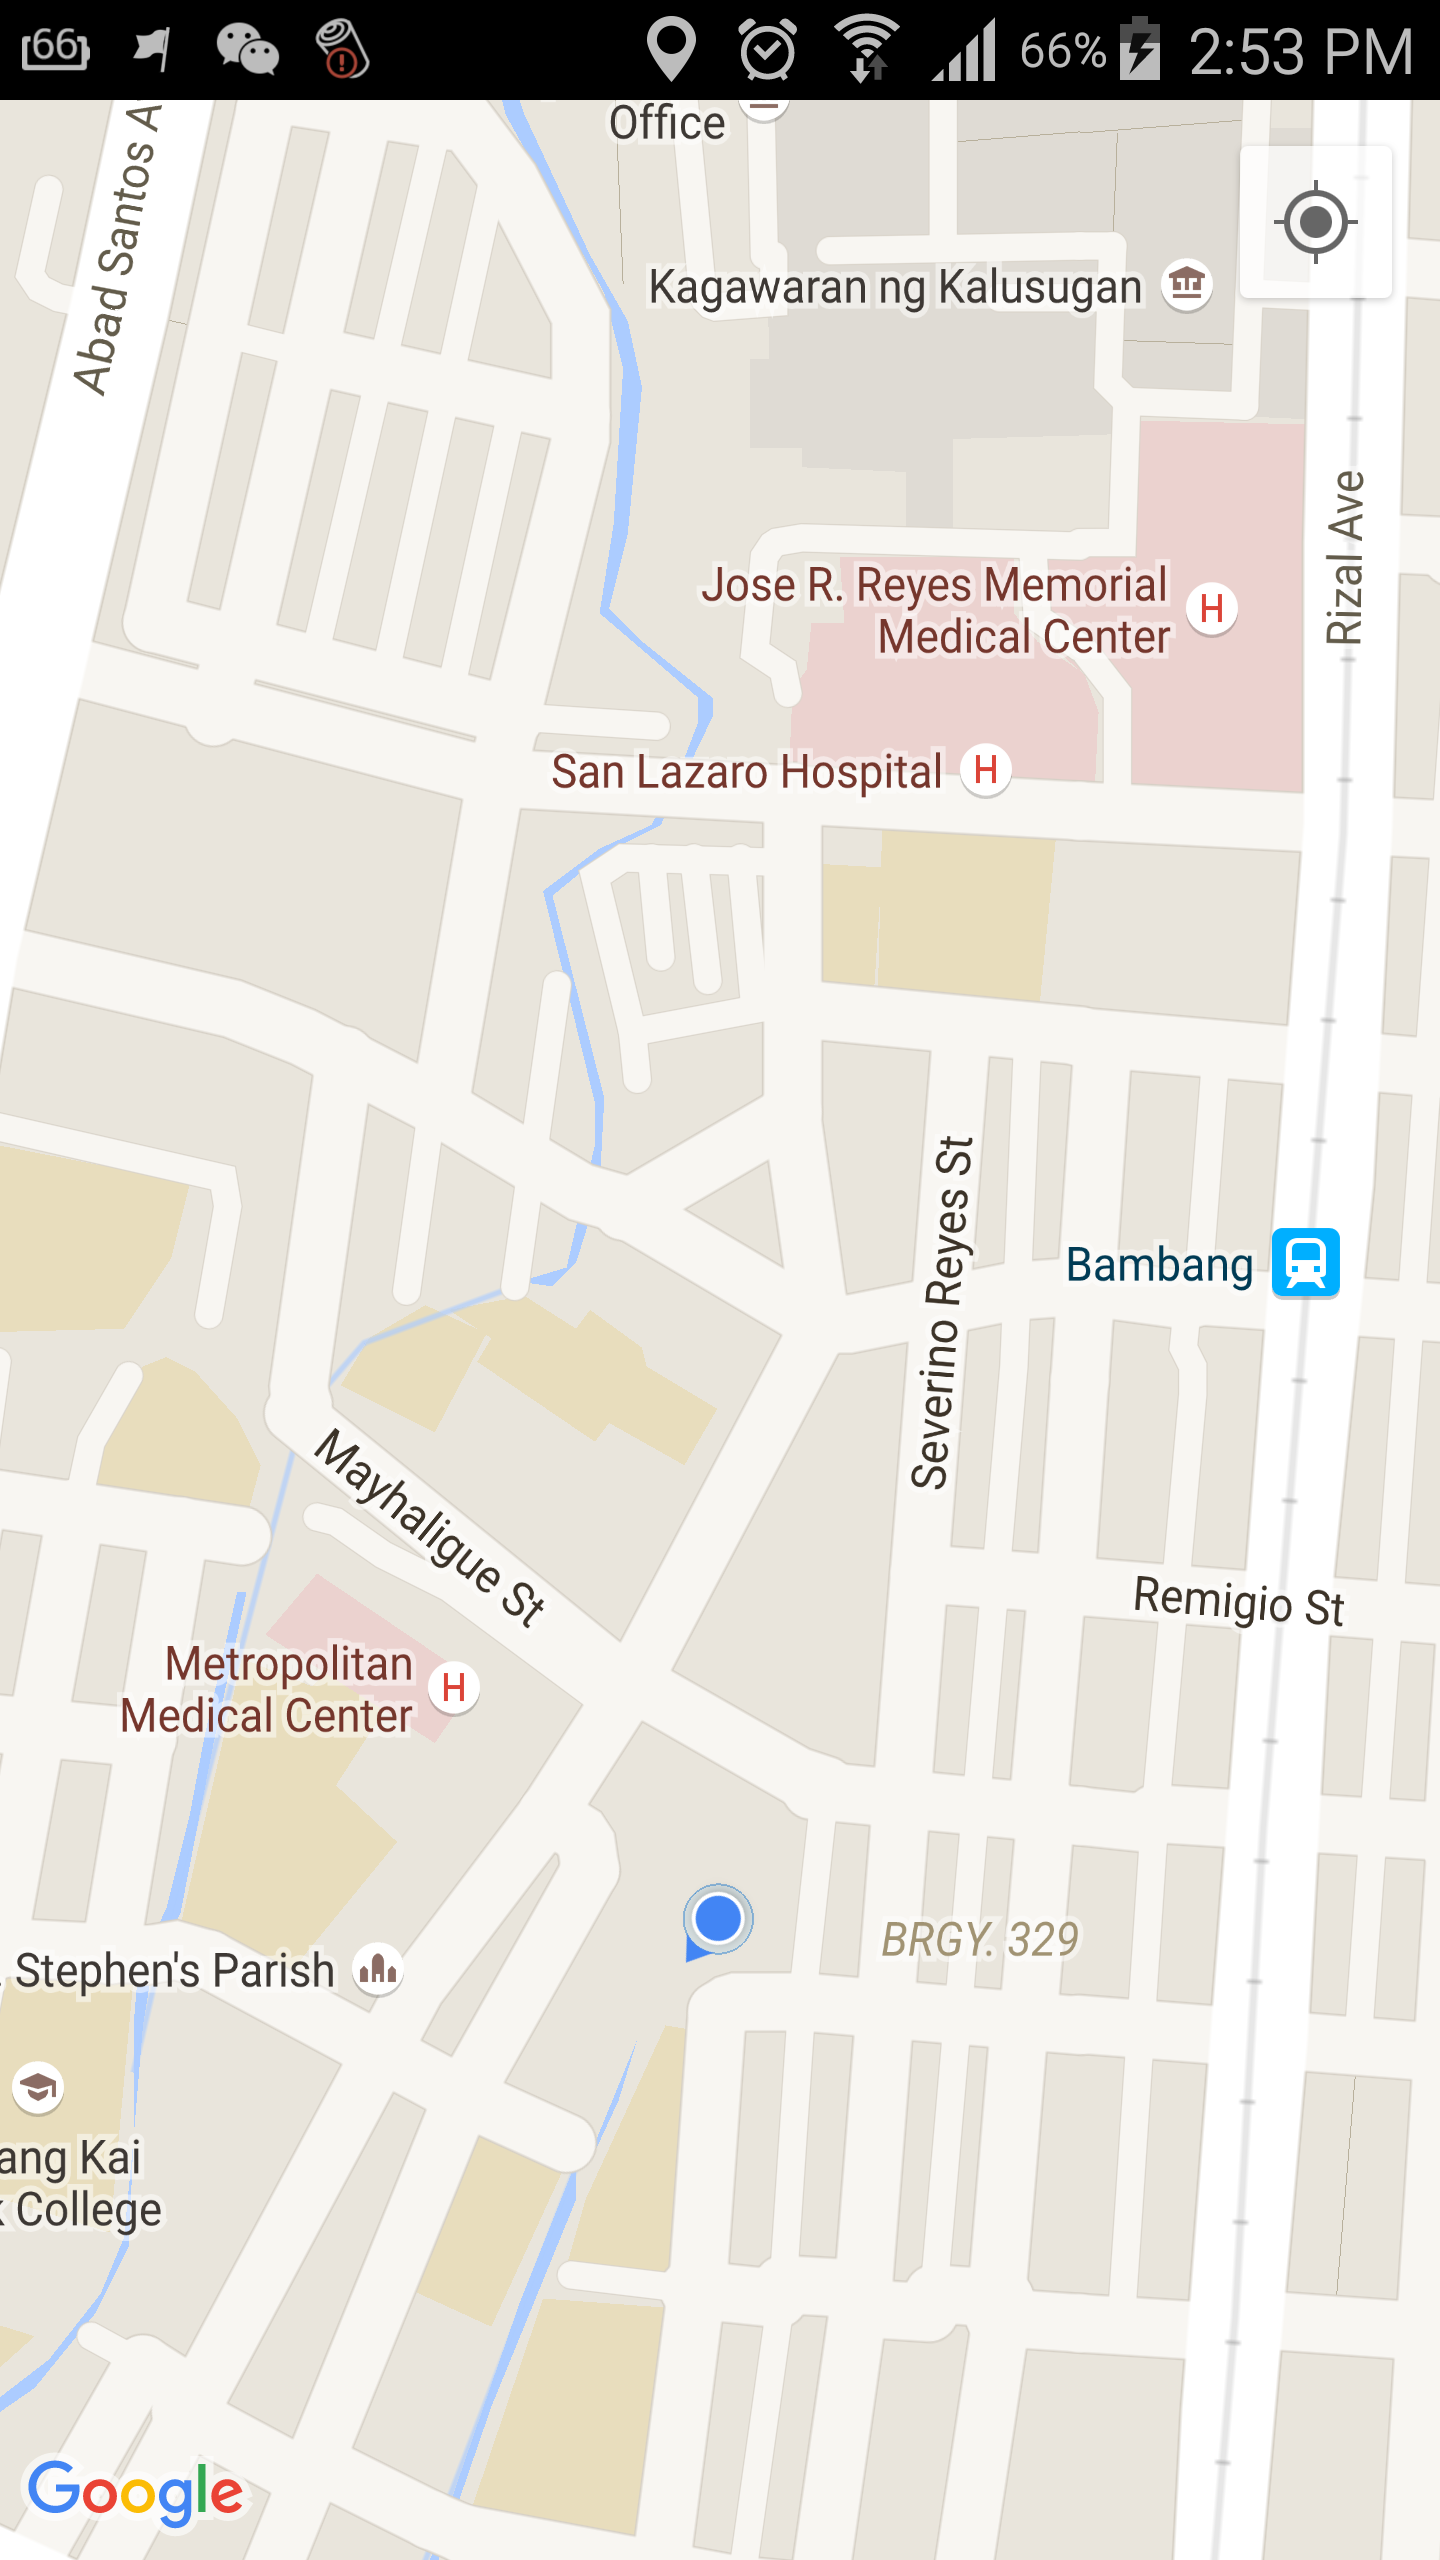 66
66%
2:53 PM
Abad Santos A
Office
Kagawaran ng Kalusugan
Rizal Ave
Jose R. Reyes Memorial
Medical Center
San Lazaro Hospital
Severino Reyes St
Bambang
Mayhaligue St
Remigio St
Metropolitan
Medical Center
BRGY. 329
Stephen's Parish
ang Kai
k College
Google